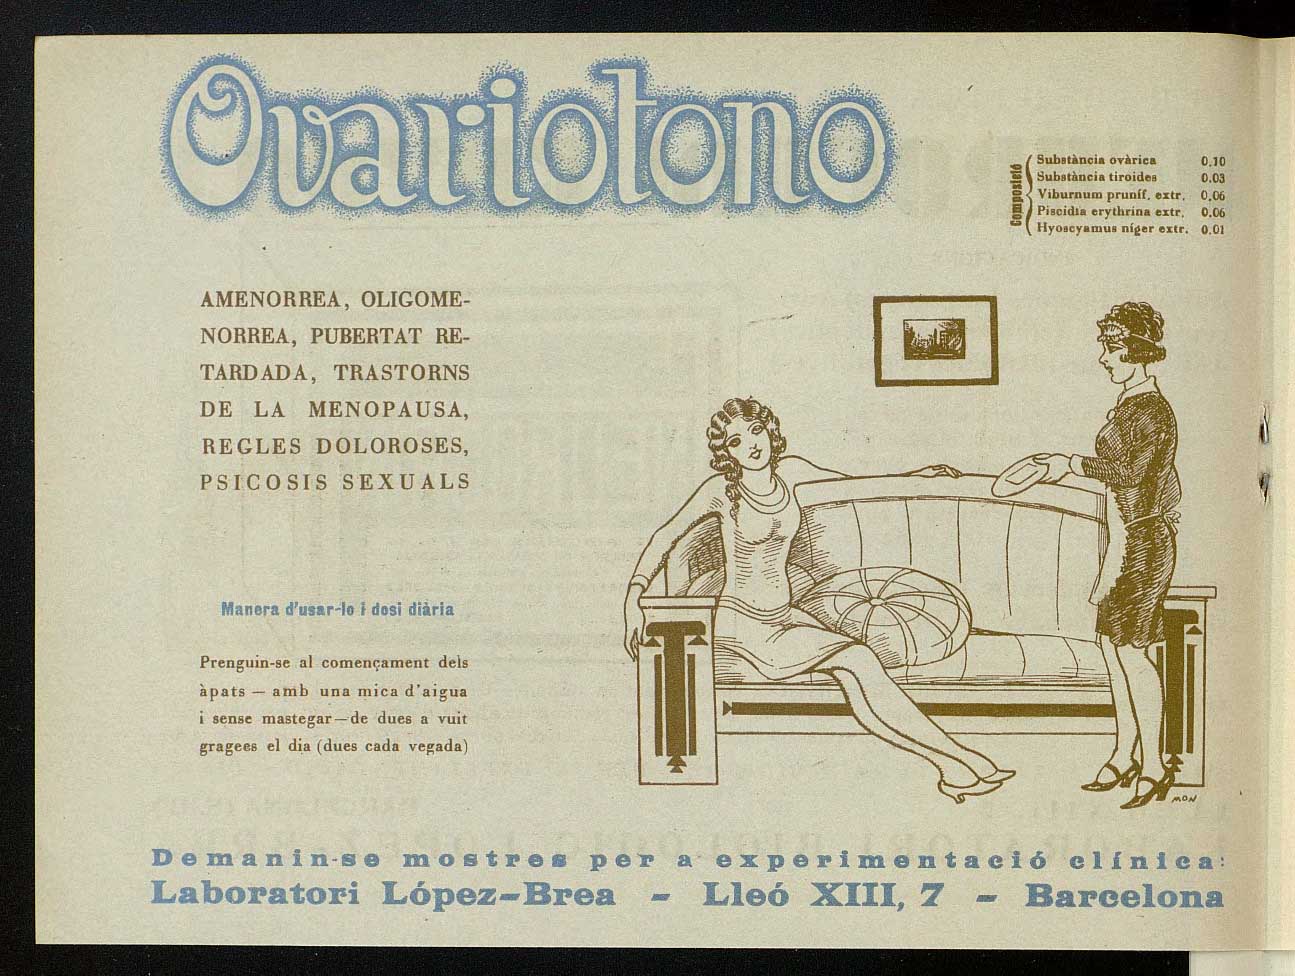 Ovariotono
Composició
Substància ovàrica 0,10
Substància tiroides 0.03
Viburnum pruníf. extr. 0,06
Piscidia erythrina extr. 0.06
Hyoscyamus níger extr. 0.01
AMENORREA, OLIGOME-
NORREA, PUBERTAT RE-
TARDADA, TRASTORNS
DE LA MENOPAUSA,
REGLES DOLOROSES,
PSICOSIS SEXUALS
Manera d'usar-lo i dosi diària
Prenguin-se al començament dels
àpats — amb una mica d'aigua
i sense mastegar — de dues a vuit
gragees el dia (dues cada vegada)
MON
Demanin-se mostres per a experimentació clínica:
Laboratori López-Brea - Lleó XIII, 7 - Barcelona